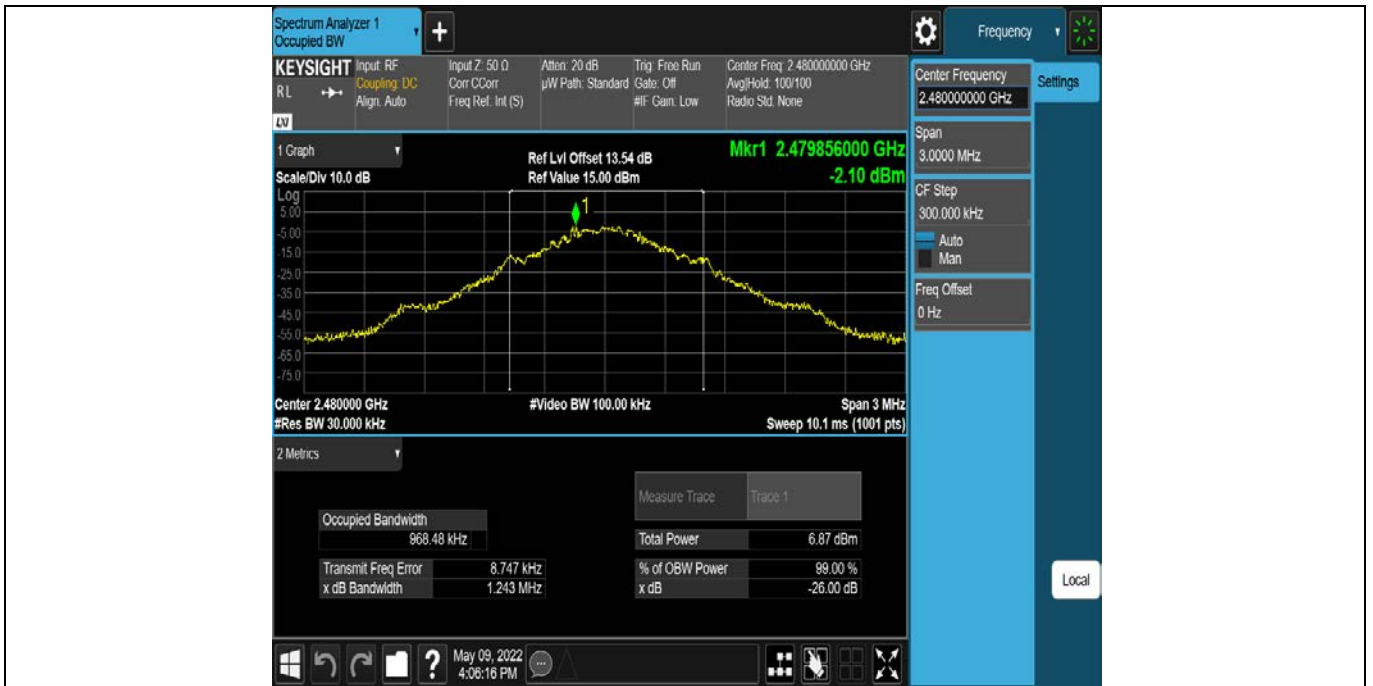 Spectrum Analyzer 1
Occupied BW
+
Frequency
KEYSIGHT
RL
LXI
Input: RF
Coupling: DC
Align: Auto
Input Z: 50 Ω
Corr CCorr
Freq Ref: Int (S)
Atten: 20 dB
µW Path: Standard
Trig: Free Run
Gate: Off
#IF Gain: Low
Center Freq: 2.480000000 GHz
Avg|Hold: 100/100
Radio Std: None
Center Frequency
2.480000000 GHz
Settings
Span
3.0000 MHz
CF Step
300.000 kHz
Auto
Man
Freq Offset
0 Hz
Local
1 Graph
Scale/Div 10.0 dB
Ref Lvl Offset 13.54 dB
Ref Value 15.00 dBm
Mkr1 2.479856000 GHz
-2.10 dBm
Log
5.00
-5.00
-15.0
-25.0
-35.0
-45.0
-55.0
-65.0
-75.0
1
Center 2.480000 GHz
#Video BW 100.00 kHz
Span 3 MHz
#Res BW 30.000 kHz
Sweep 10.1 ms (1001 pts)
2 Metrics
Measure Trace Trace 1
Occupied Bandwidth
968.48 kHz
Total Power 6.87 dBm
Transmit Freq Error 8.747 kHz
% of OBW Power 99.00 %
x dB Bandwidth 1.243 MHz
x dB -26.00 dB
?
May 09, 2022
4:06:16 PM